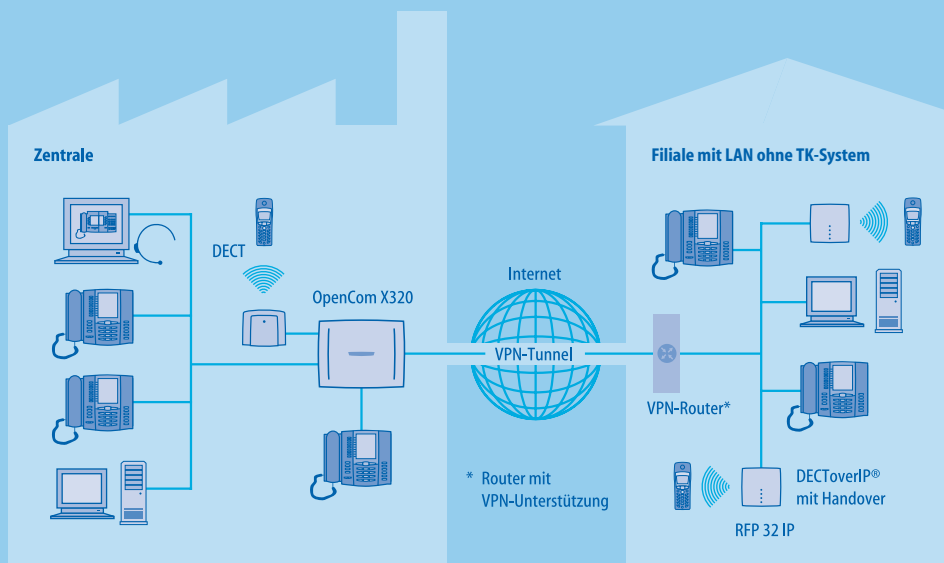 Zentrale
DECT
OpenCom X320
Internet
VPN-Tunnel
* Router mit
VPN-Unterstützung
Filiale mit LAN ohne TK-System
VPN-Router*
DECToverIP®
mit Handover
RFP 32 IP